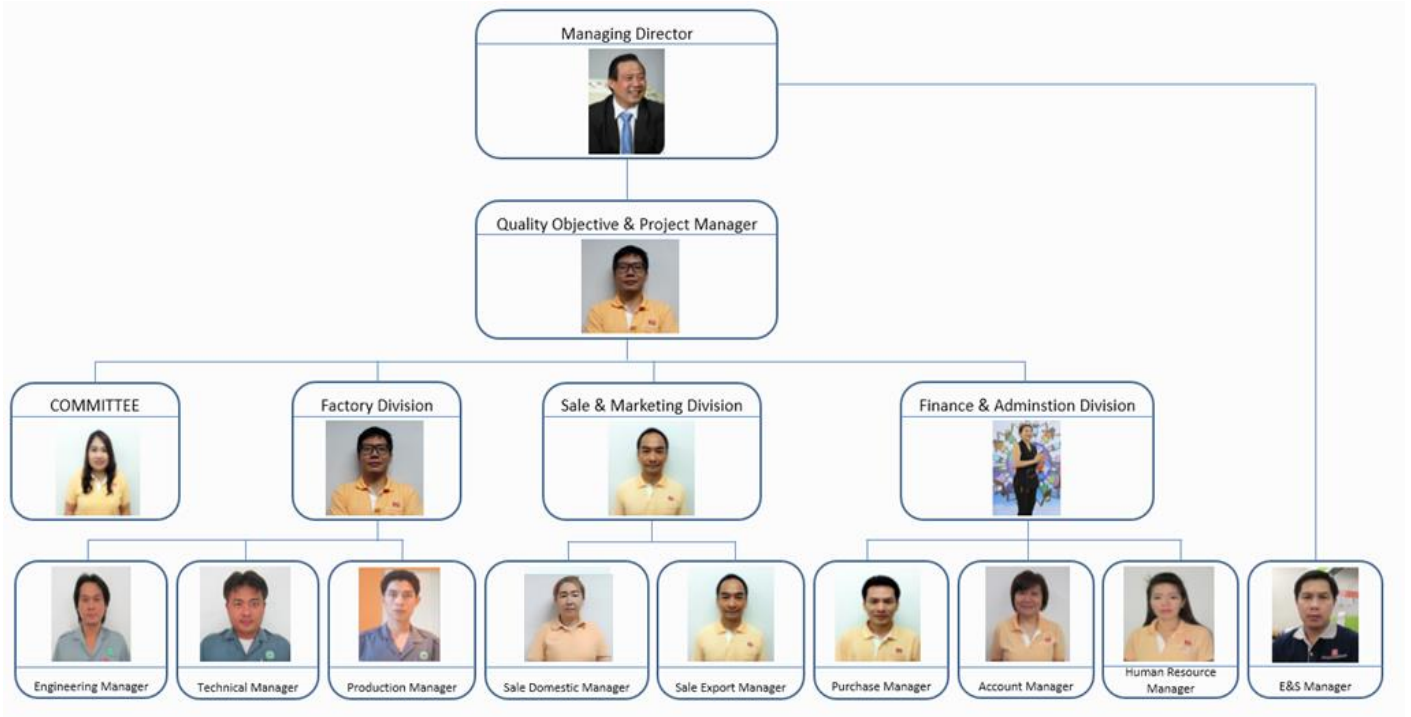 Managing Director
Quality Objective & Project Manager
COMMITTEE
Factory Division
Sale & Marketing Division
Finance & Adminstion Division
Engineering Manager
Technical Manager
Production Manager
Sale Domestic Manager
Sale Export Manager
Purchase Manager
Account Manager
Human Resource
Manager
E&S Manager